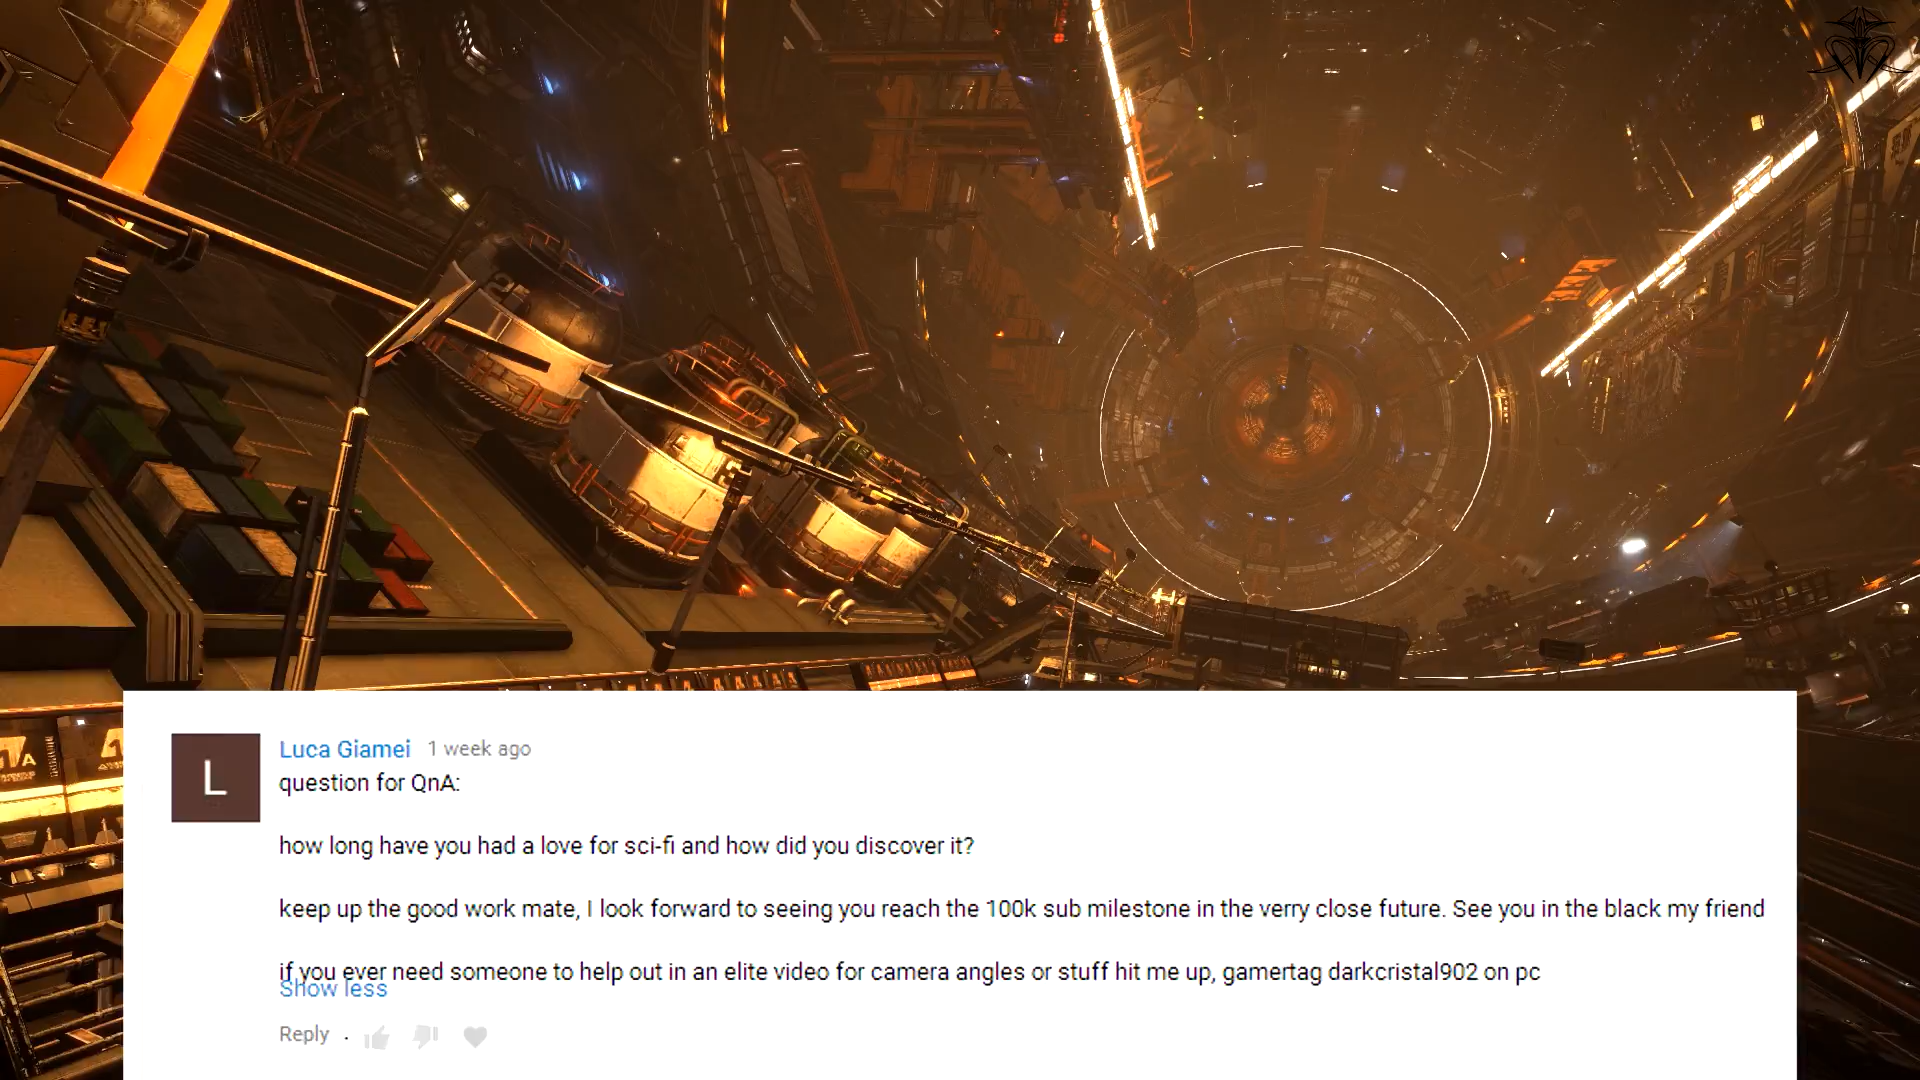 L
Luca Giamei 1 week ago
question for QnA:
how long have you had a love for sci-fi and how did you discover it?
keep up the good work mate, I look forward to seeing you reach the 100k sub milestone in the verry close future. See you in the black my friend
if you ever need someone to help out in an elite video for camera angles or stuff hit me up, gamertag darkcristal902 on pc
Show less
Reply .